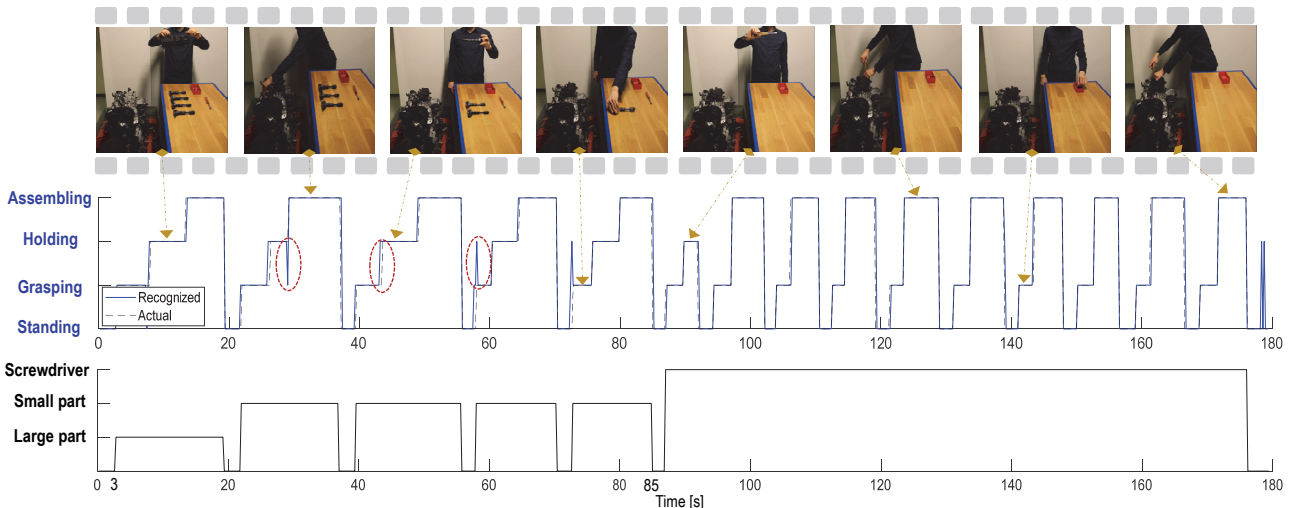 Assembling
Holding
Grasping
Standing
Recognized
Actual
0 20 40 60 80 100 120 140 160 180
Screwdriver
Small part
Large part
0 3 20 40 60 80 85 100 120 140 160 180
Time [s]